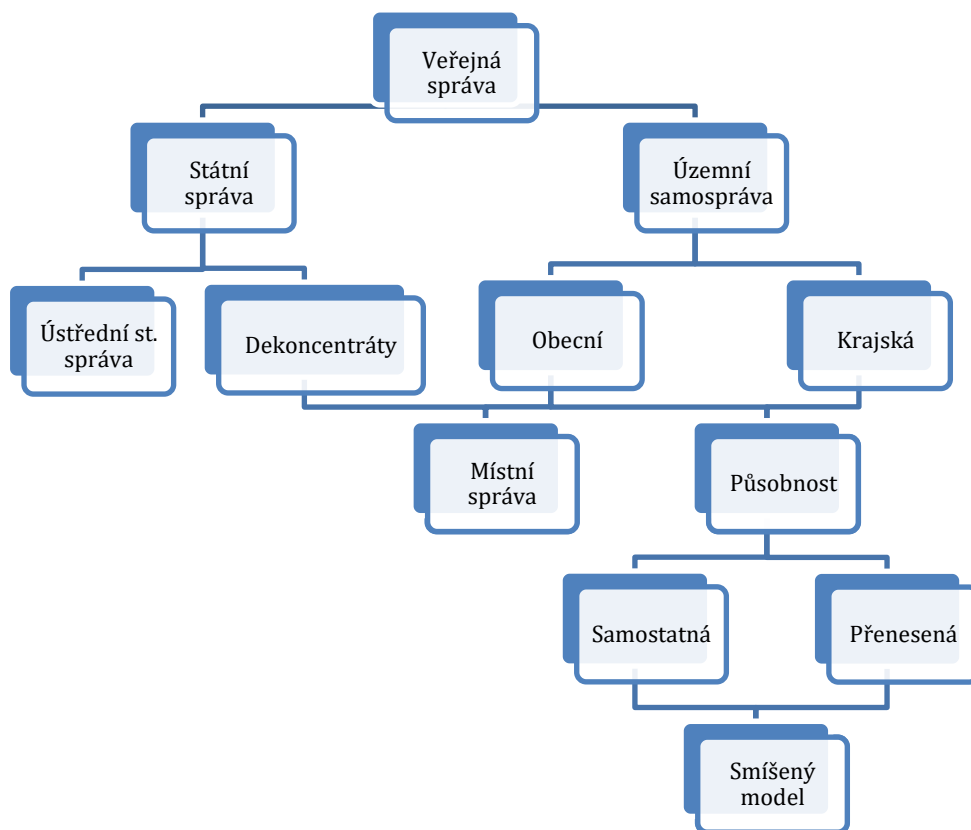 Veřejná
správa
Státní
správa
Územní
samospráva
Ústřední st.
správa
Dekoncentráty
Obecní
Krajská
Místní
správa
Působnost
Samostatná
Přenesená
Smíšený
model